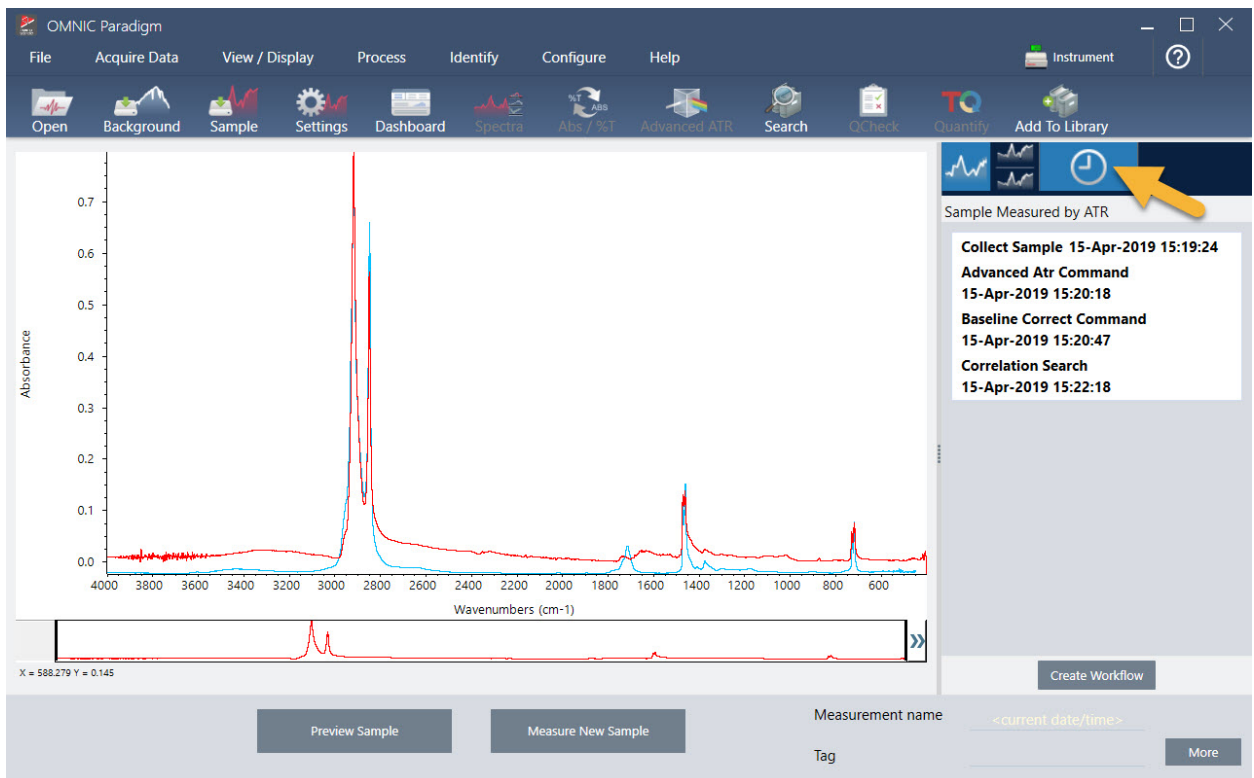 OMNIC Paradigm
File Acquire Data View / Display Process Identify Configure Help Instrument
Open Background Sample Settings Dashboard Spectra %T ABS Abs / %T Advanced ATR Search QCheck TQ Quantify Add To Library
Sample Measured by ATR
Collect Sample 15-Apr-2019 15:19:24
Advanced Atr Command
15-Apr-2019 15:20:18
Baseline Correct Command
15-Apr-2019 15:20:47
Correlation Search
15-Apr-2019 15:22:18
0.7
0.6
0.5
0.4
0.3
0.2
0.1
0.0
Absorbance
4000 3800 3600 3400 3200 3000 2800 2600 2400 2200 2000 1800 1600 1400 1200 1000 800 600
Wavenumbers (cm-1)
X = 588.279 Y = 0.145
Create Workflow
Preview Sample
Measure New Sample
Measurement name <current date/time>
Tag
More